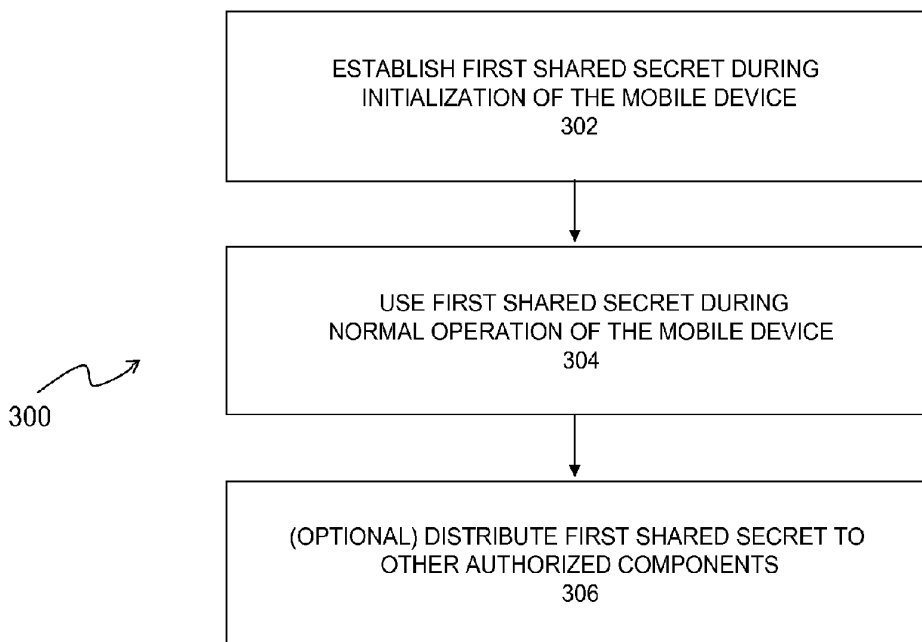 ESTABLISH FIRST SHARED SECRET DURING
INITIALIZATION OF THE MOBILE DEVICE
302
USE FIRST SHARED SECRET DURING
NORMAL OPERATION OF THE MOBILE DEVICE
304
300
(OPTIONAL) DISTRIBUTE FIRST SHARED SECRET TO
OTHER AUTHORIZED COMPONENTS
306